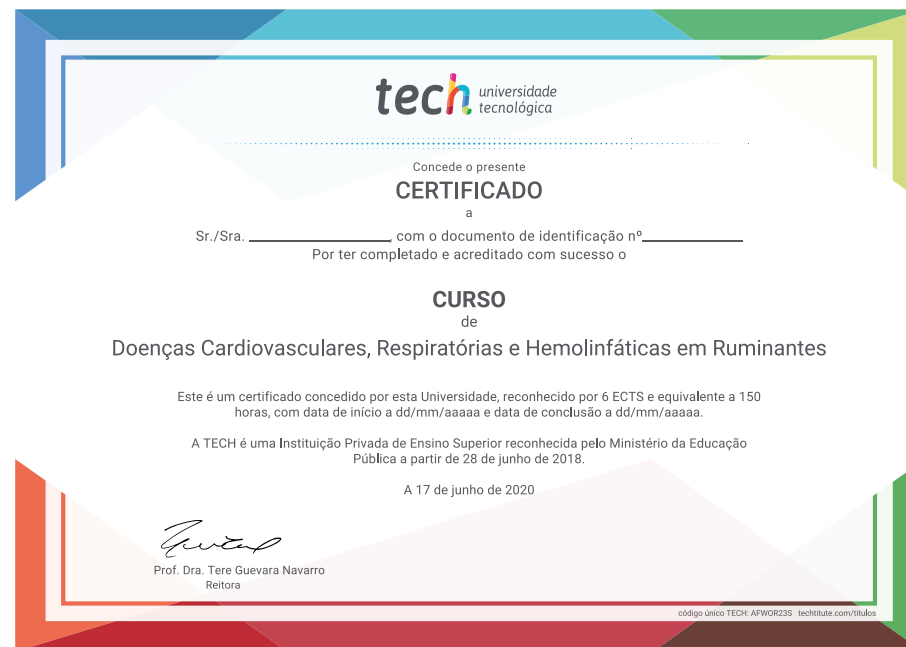 tech universidade
tecnológica
Concede o presente
CERTIFICADO
a
Sr./Sra. ________________, com o documento de identificação nº____________
Por ter completado e acreditado com sucesso o
CURSO
de
Doenças Cardiovasculares, Respiratórias e Hemolinfáticas em Ruminantes
Este é um certificado concedido por esta Universidade, reconhecido por 6 ECTS e equivalente a 150
horas, com data de início a dd/mm/aaaaa e data de conclusão a dd/mm/aaaaa.
A TECH é uma Instituição Privada de Ensino Superior reconhecida pelo Ministério da Educação
Pública a partir de 28 de junho de 2018.
A 17 de junho de 2020
Prof. Dra. Tere Guevara Navarro
Reitora
código único TECH: AFWOR23S techtitute.com/titulos